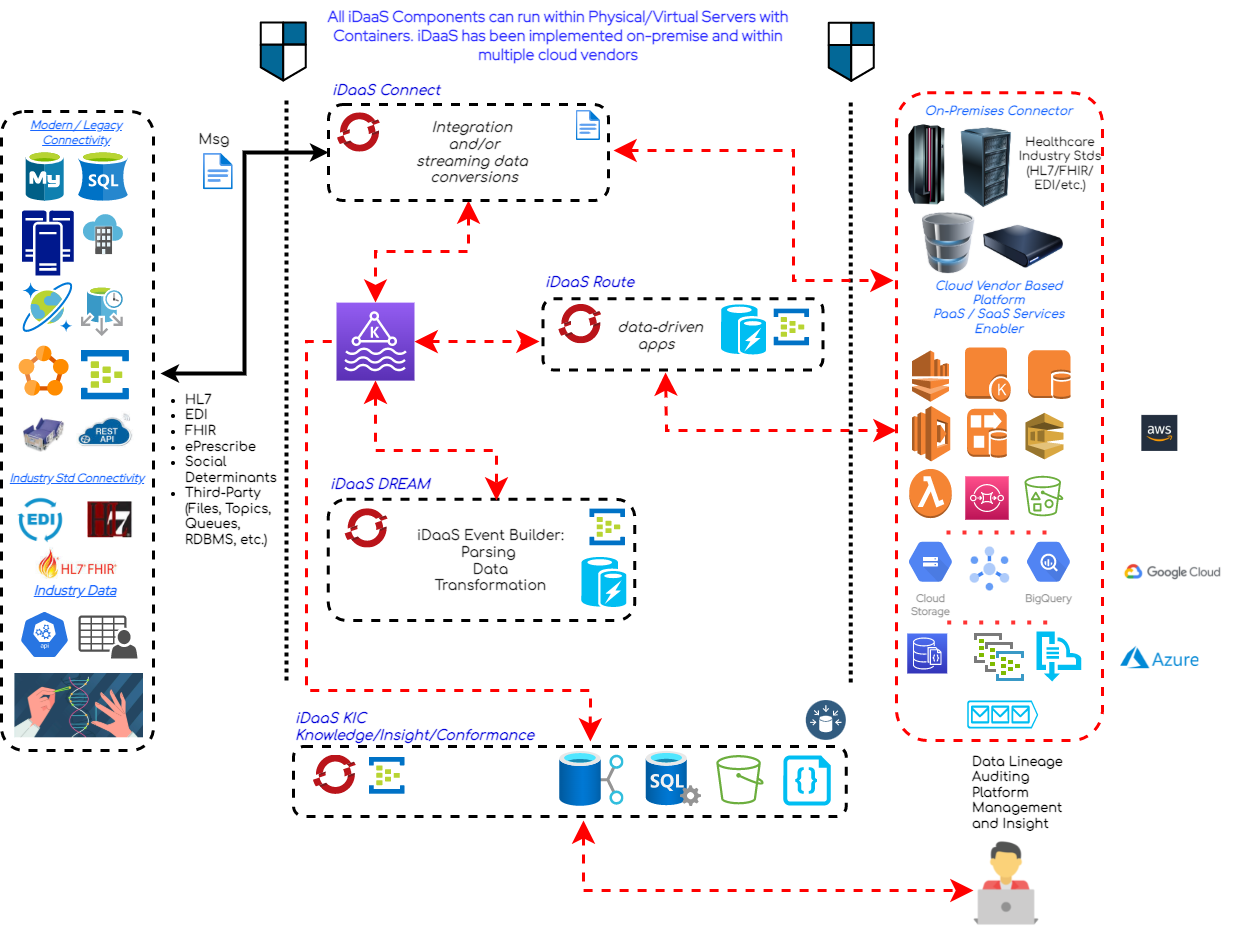 All iDaaS Components can run within Physical/Virtual Servers with
Containers. iDaaS has been implemented on-premise and within
multiple cloud vendors
Modern / Legacy
Connectivity
My
SQL
REST
API
Industry Std Connectivity
EDI
H7
HL7 FHIR
Industry Data
api
Msg
HL7
EDI
FHIR
ePrescribe
Social
Determinants
Third-Party
(Files, Topics,
Queues,
RDBMS, etc.)
iDaaS Connect
Integration
and/or
streaming data
conversions
K
iDaaS Route
data-driven
apps
iDaaS DREAM
iDaaS Event Builder:
Parsing
Data
Transformation
iDaaS KIC
Knowledge/Insight/Conformance
SQL
{}
On-Premises Connector
Healthcare
Industry Stds
(HL7/FHIR/
EDI/etc.)
Cloud Vendor Based
Platform
PaaS / SaaS Services
Enabler
K
λ
Cloud
Storage
BigQuery
{}
aws
Google Cloud
Azure
Data Lineage
Auditing
Platform
Management
and Insight